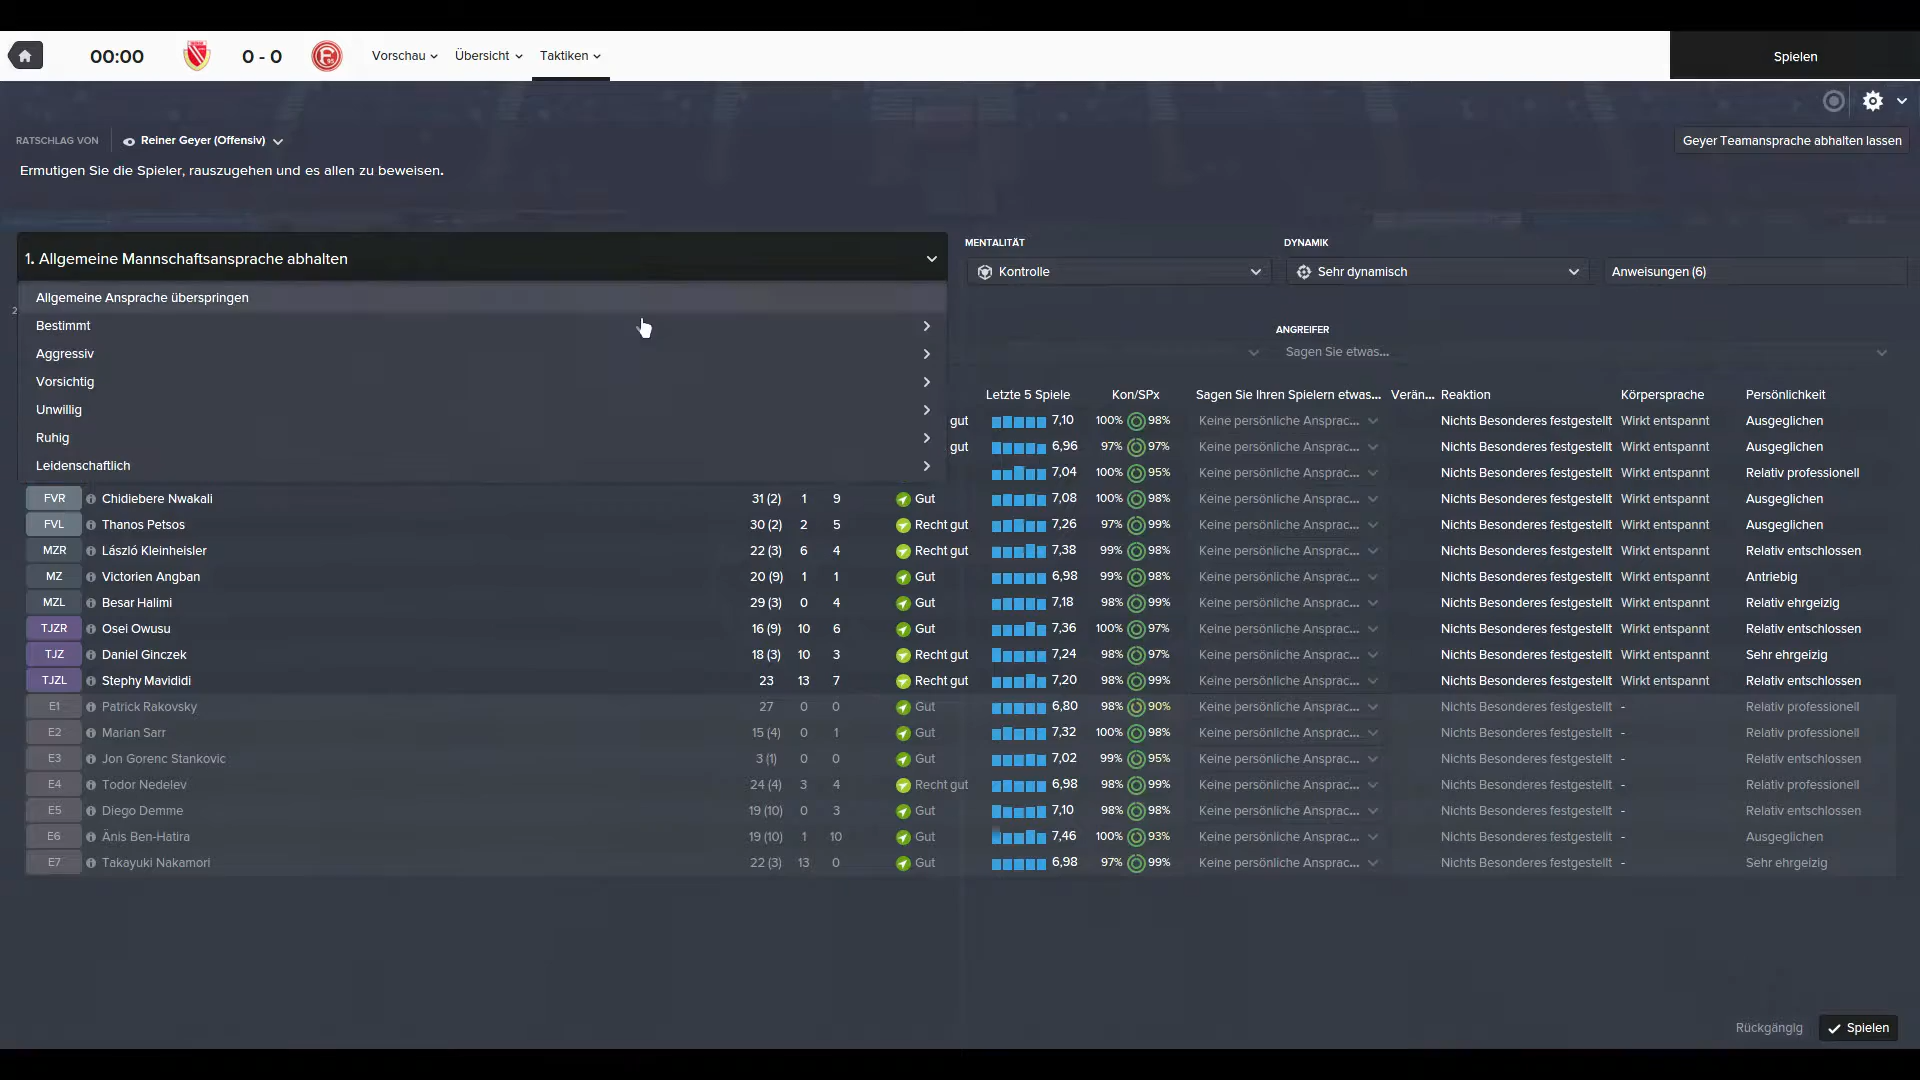 00:00 0 - 0 Vorschau Übersicht Taktiken Spielen
RATSCHLAG VON Reiner Geyer (Offensiv) Geyer Teamansprache abhalten lassen
Ermutigen Sie die Spieler, rauszugehen und es allen zu beweisen.
1. Allgemeine Mannschaftsansprache abhalten
MENTALITÄT DYNAMIK
Kontrolle Sehr dynamisch Anweisungen (6)
Allgemeine Ansprache überspringen
Bestimmt
Aggressiv
Vorsichtig
Unwillig
Ruhig
Leidenschaftlich
ANGREIFER
Sagen Sie etwas...
Letzte 5 Spiele Kon/SPx Sagen Sie Ihren Spielern etwas... Verän... Reaktion Körpersprache Persönlichkeit
gut 7,10 100% 98% Keine persönliche Ansprac... Nichts Besonderes festgestellt Wirkt entspannt Ausgeglichen
gut 6,96 97% 97% Keine persönliche Ansprac... Nichts Besonderes festgestellt Wirkt entspannt Ausgeglichen
7,04 100% 95% Keine persönliche Ansprac... Nichts Besonderes festgestellt Wirkt entspannt Relativ professionell
FVR Chidiebere Nwakali 31 (2) 1 9 Gut 7,08 100% 98% Keine persönliche Ansprac... Nichts Besonderes festgestellt Wirkt entspannt Ausgeglichen
FVL Thanos Petsos 30 (2) 2 5 Recht gut 7,26 97% 99% Keine persönliche Ansprac... Nichts Besonderes festgestellt Wirkt entspannt Ausgeglichen
MZR László Kleinheisler 22 (3) 6 4 Recht gut 7,38 99% 98% Keine persönliche Ansprac... Nichts Besonderes festgestellt Wirkt entspannt Relativ entschlossen
MZ Victorien Angban 20 (9) 1 1 Gut 6,98 99% 98% Keine persönliche Ansprac... Nichts Besonderes festgestellt Wirkt entspannt Antriebig
MZL Besar Halimi 29 (3) 0 4 Gut 7,18 98% 99% Keine persönliche Ansprac... Nichts Besonderes festgestellt Wirkt entspannt Relativ ehrgeizig
TJZR Osei Owusu 16 (9) 10 6 Gut 7,36 100% 97% Keine persönliche Ansprac... Nichts Besonderes festgestellt Wirkt entspannt Relativ entschlossen
TJZ Daniel Ginczek 18 (3) 10 3 Recht gut 7,24 98% 97% Keine persönliche Ansprac... Nichts Besonderes festgestellt Wirkt entspannt Sehr ehrgeizig
TJZL Stephy Mavididi 23 13 7 Recht gut 7,20 98% 99% Keine persönliche Ansprac... Nichts Besonderes festgestellt Wirkt entspannt Relativ entschlossen
E1 Patrick Rakovsky 27 0 0 Gut 6,80 98% 90% Keine persönliche Ansprac... Nichts Besonderes festgestellt - Relativ professionell
E2 Marian Sarr 15 (4) 0 1 Gut 7,32 100% 98% Keine persönliche Ansprac... Nichts Besonderes festgestellt - Relativ professionell
E3 Jon Gorenc Stankovic 3 (1) 0 0 Gut 7,02 99% 95% Keine persönliche Ansprac... Nichts Besonderes festgestellt - Relativ entschlossen
E4 Todor Nedelev 24 (4) 3 4 Recht gut 6,98 98% 99% Keine persönliche Ansprac... Nichts Besonderes festgestellt - Relativ professionell
E5 Diego Demme 19 (10) 0 3 Gut 7,10 98% 98% Keine persönliche Ansprac... Nichts Besonderes festgestellt - Relativ entschlossen
E6 Änis Ben-Hatira 19 (10) 1 10 Gut 7,46 100% 93% Keine persönliche Ansprac... Nichts Besonderes festgestellt - Ausgeglichen
E7 Takayuki Nakamori 22 (3) 13 0 Gut 6,98 97% 99% Keine persönliche Ansprac... Nichts Besonderes festgestellt - Sehr ehrgeizig
Rückgängig Spielen